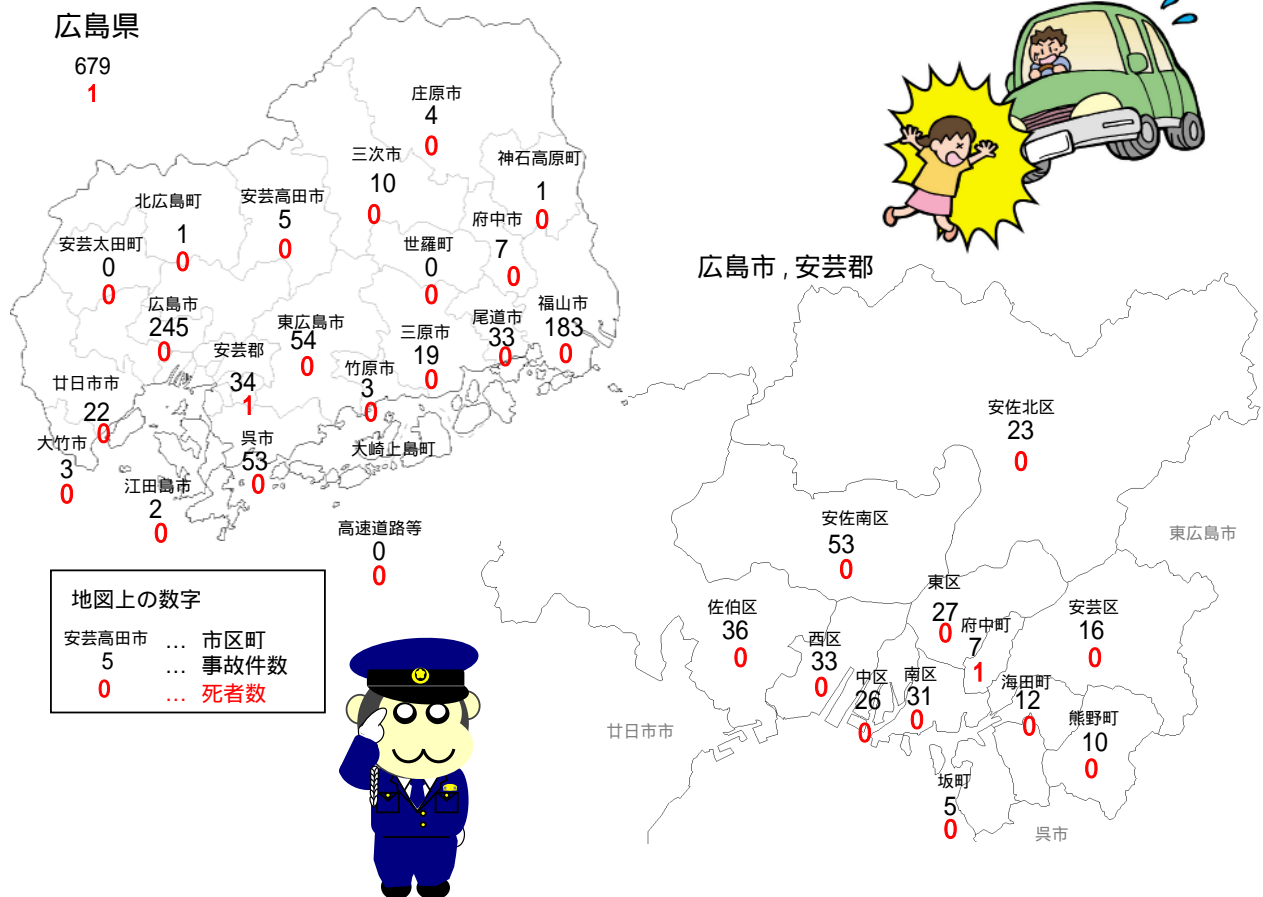 広島県
679
1
庄原市
4
0
三次市
10
0
神石高原町
1
0
北広島町
1
0
安芸高田市
5
0
府中市
7
0
安芸太田町
0
0
世羅町
0
0
広島市
245
0
東広島市
54
0
安芸郡
34
1
三原市
19
0
尾道市
33
0
福山市
183
0
竹原市
3
0
廿日市市
22
0
大竹市
3
0
呉市
53
0
大崎上島町
江田島市
2
0
高速道路等
0
0
地図上の数字
安芸高田市 … 市区町
5 … 事故件数
0 … 死者数
広島市,安芸郡
安佐北区
23
0
安佐南区
53
0
東広島市
東区
27
0
府中町
7
1
安芸区
16
0
佐伯区
36
0
西区
33
0
中区
26
0
南区
31
0
海田町
12
0
熊野町
10
0
廿日市市
坂町
5
0
呉市